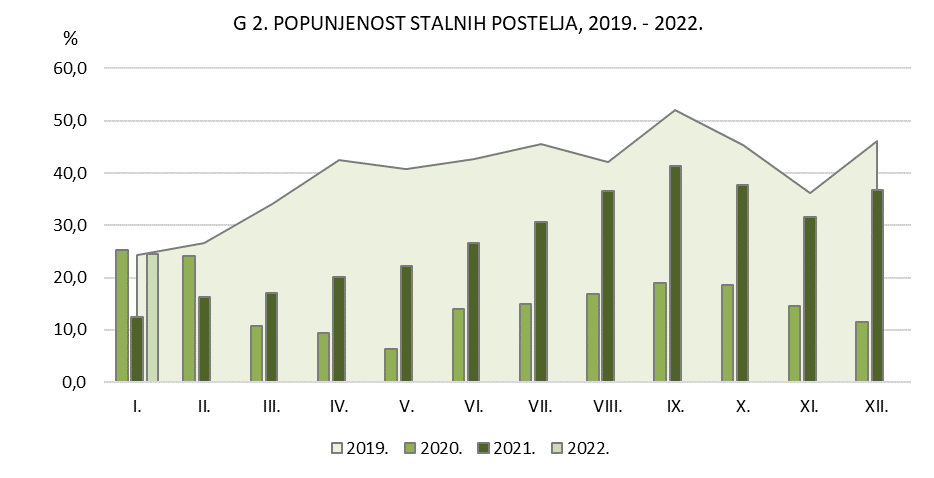 G 2. POPUNJENOST STALNIH POSTELJA, 2019. - 2022.
%
60,0
50,0
40,0
30,0
20,0
10,0
0,0
I. II. III. IV. V. VI. VII. VIII. IX. X. XI. XII.
2019. 2020. 2021. 2022.